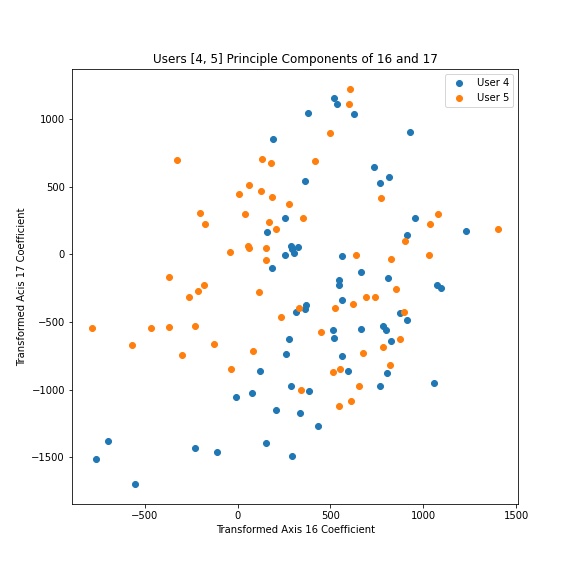 Users [4, 5] Principle Components of 16 and 17
User 4
User 5
Transformed Acis 17 Coefficient
1000
500
0
−500
−1000
−1500
−500
0
500
1000
1500
Transformed Axis 16 Coefficient